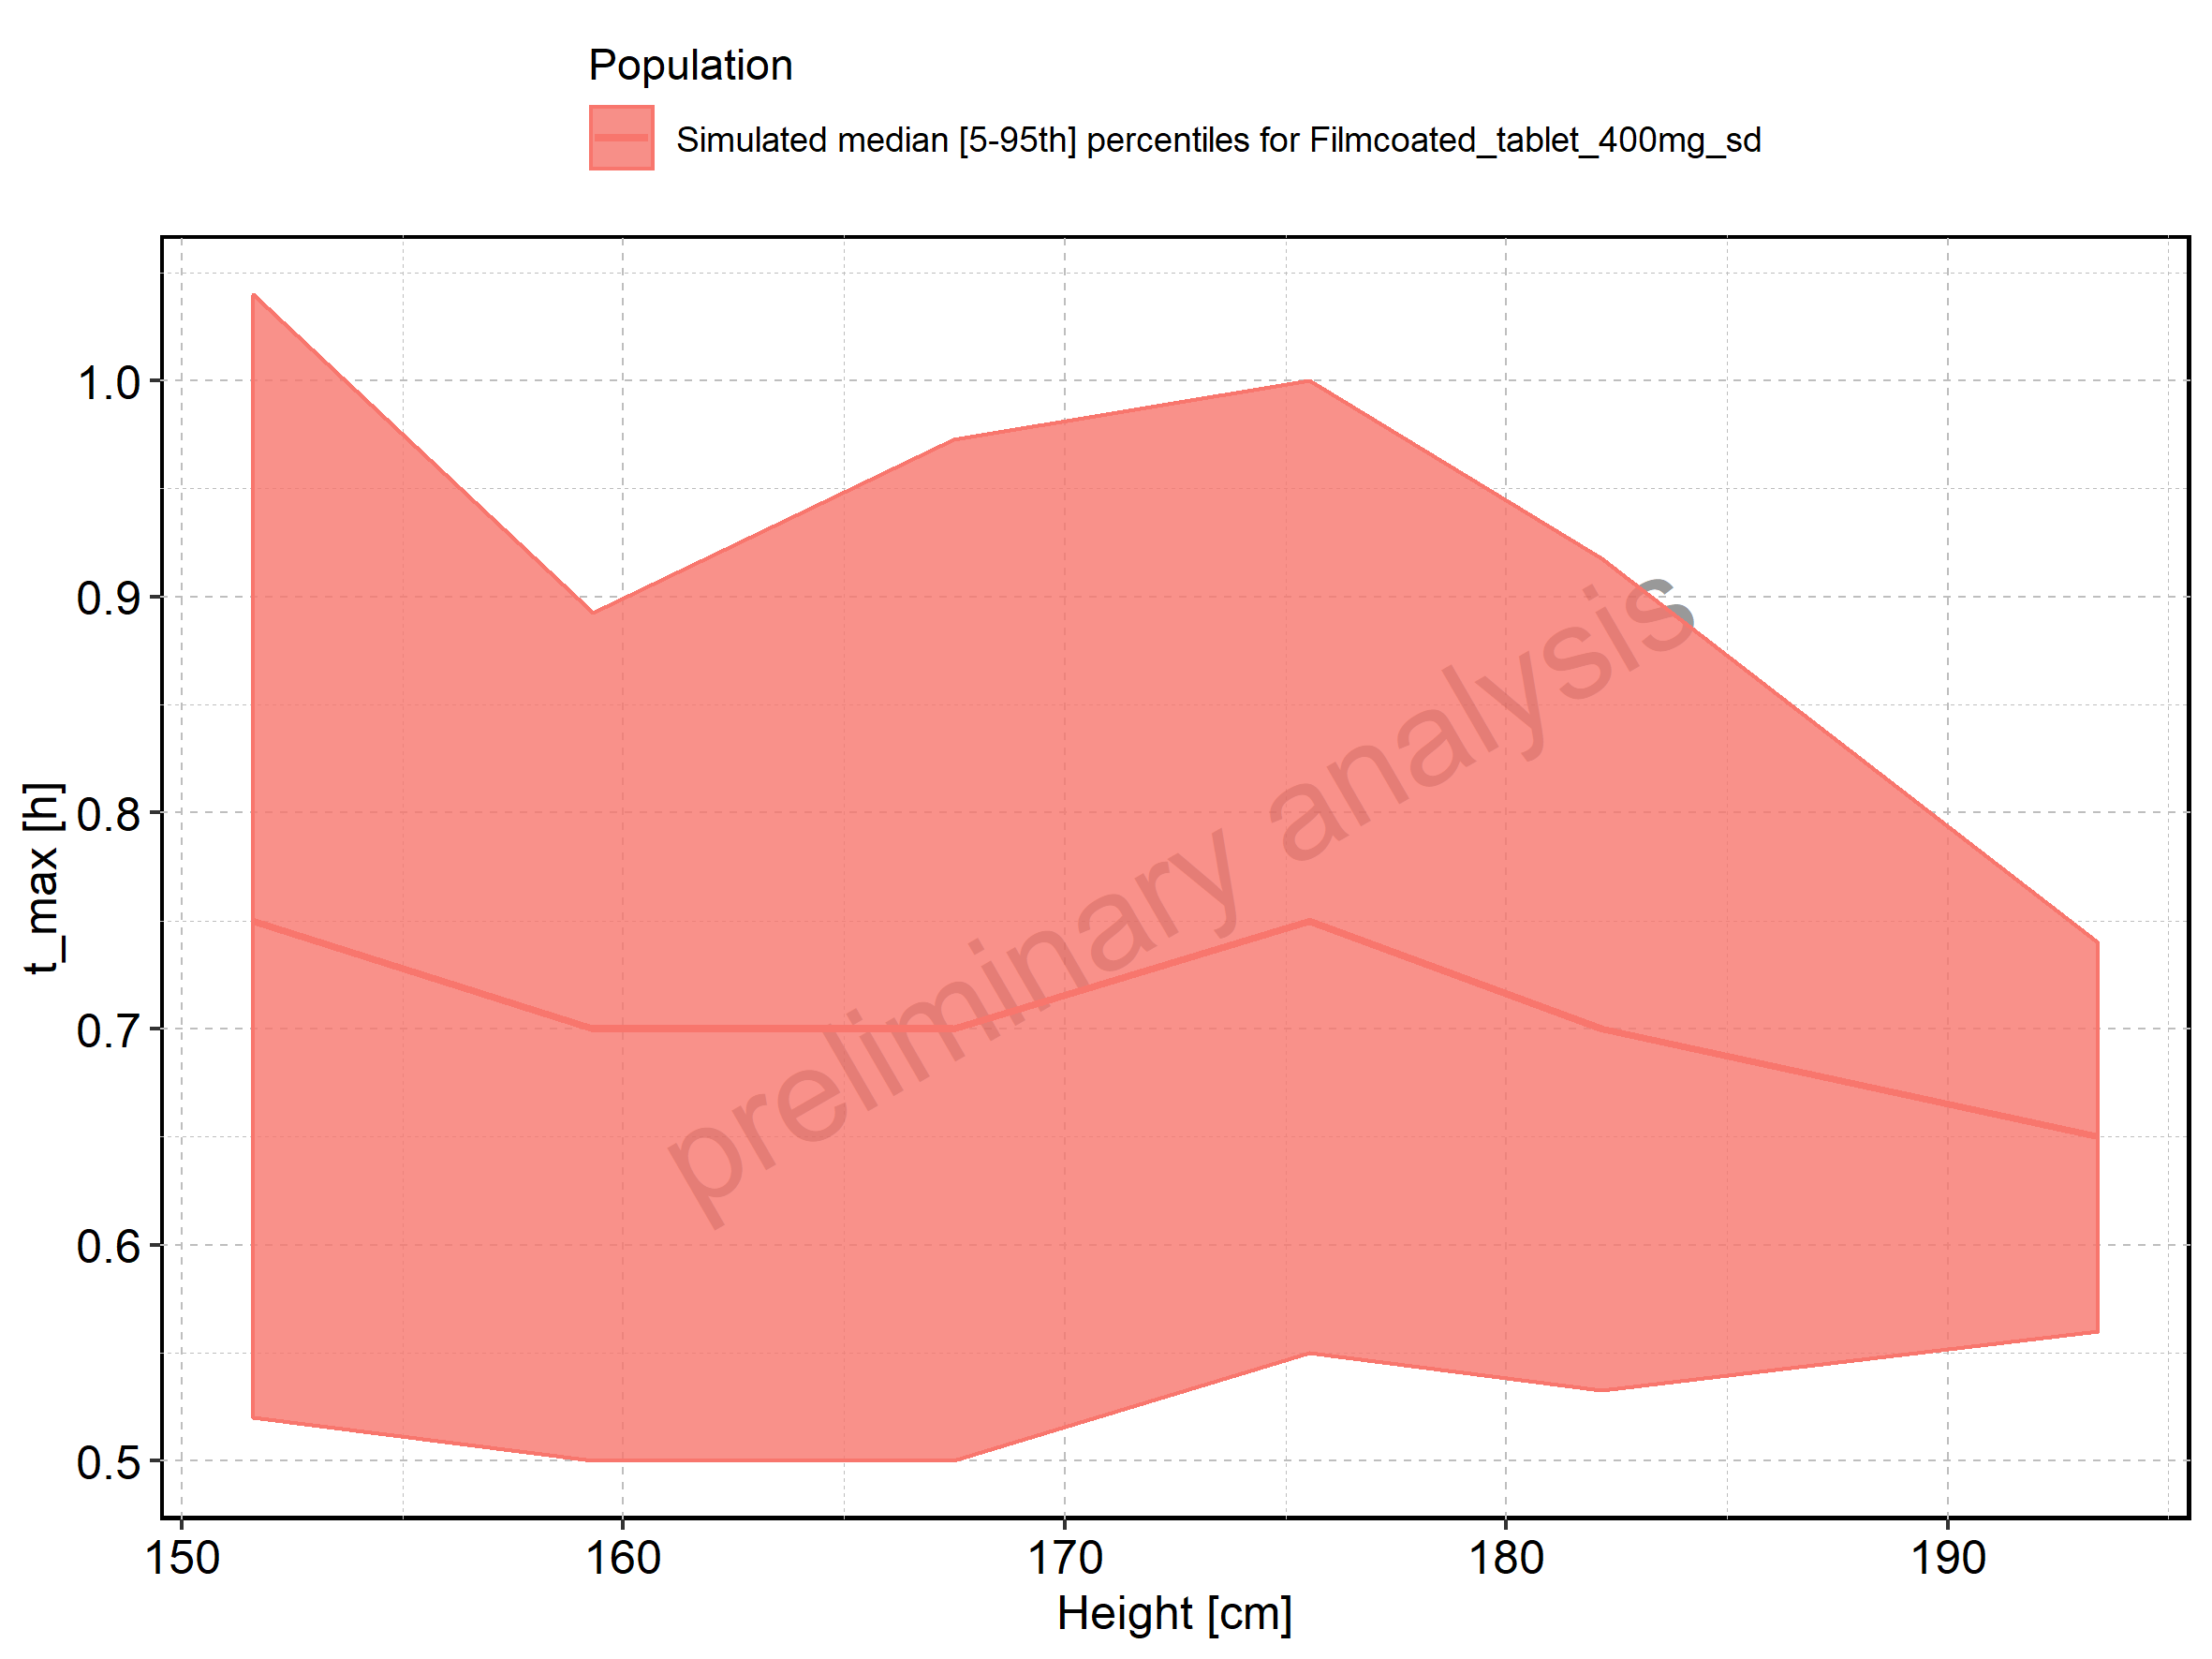 Population
Simulated median [5-95th] percentiles for Filmcoated_tablet_400mg_sd
t_max [h]
1.0
0.9
0.8
0.7
0.6
0.5
preliminary analysis
150 160 170 180 190
Height [cm]